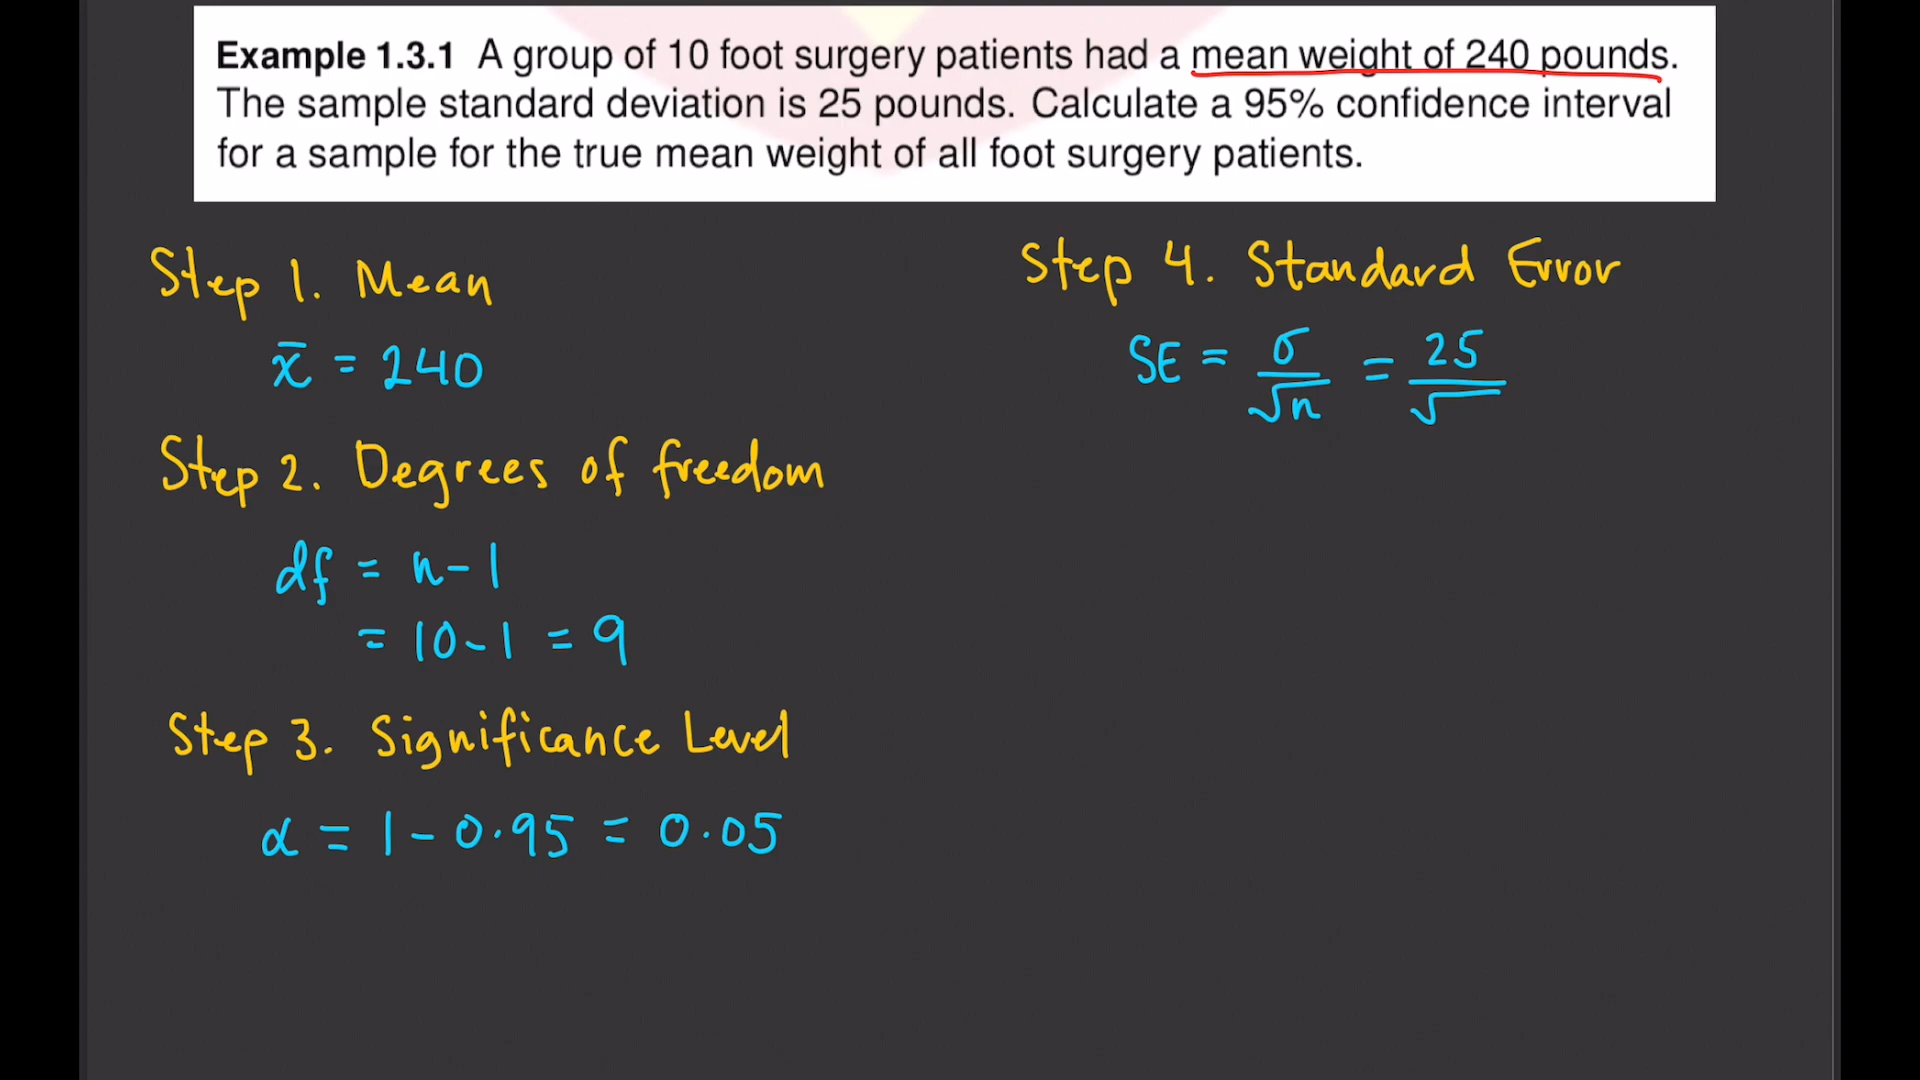 Example 1.3.1 A group of 10 foot surgery patients had a mean weight of 240 pounds.
The sample standard deviation is 25 pounds. Calculate a 95% confidence interval
for a sample for the true mean weight of all foot surgery patients.
Step 1. Mean
x̄ = 240
Step 2. Degrees of freedom
df = n - 1
= 10 - 1 = 9
Step 3. Significance Level
α = 1 - 0.95 = 0.05
Step 4. Standard Error
SE = σ/√n = 25/√